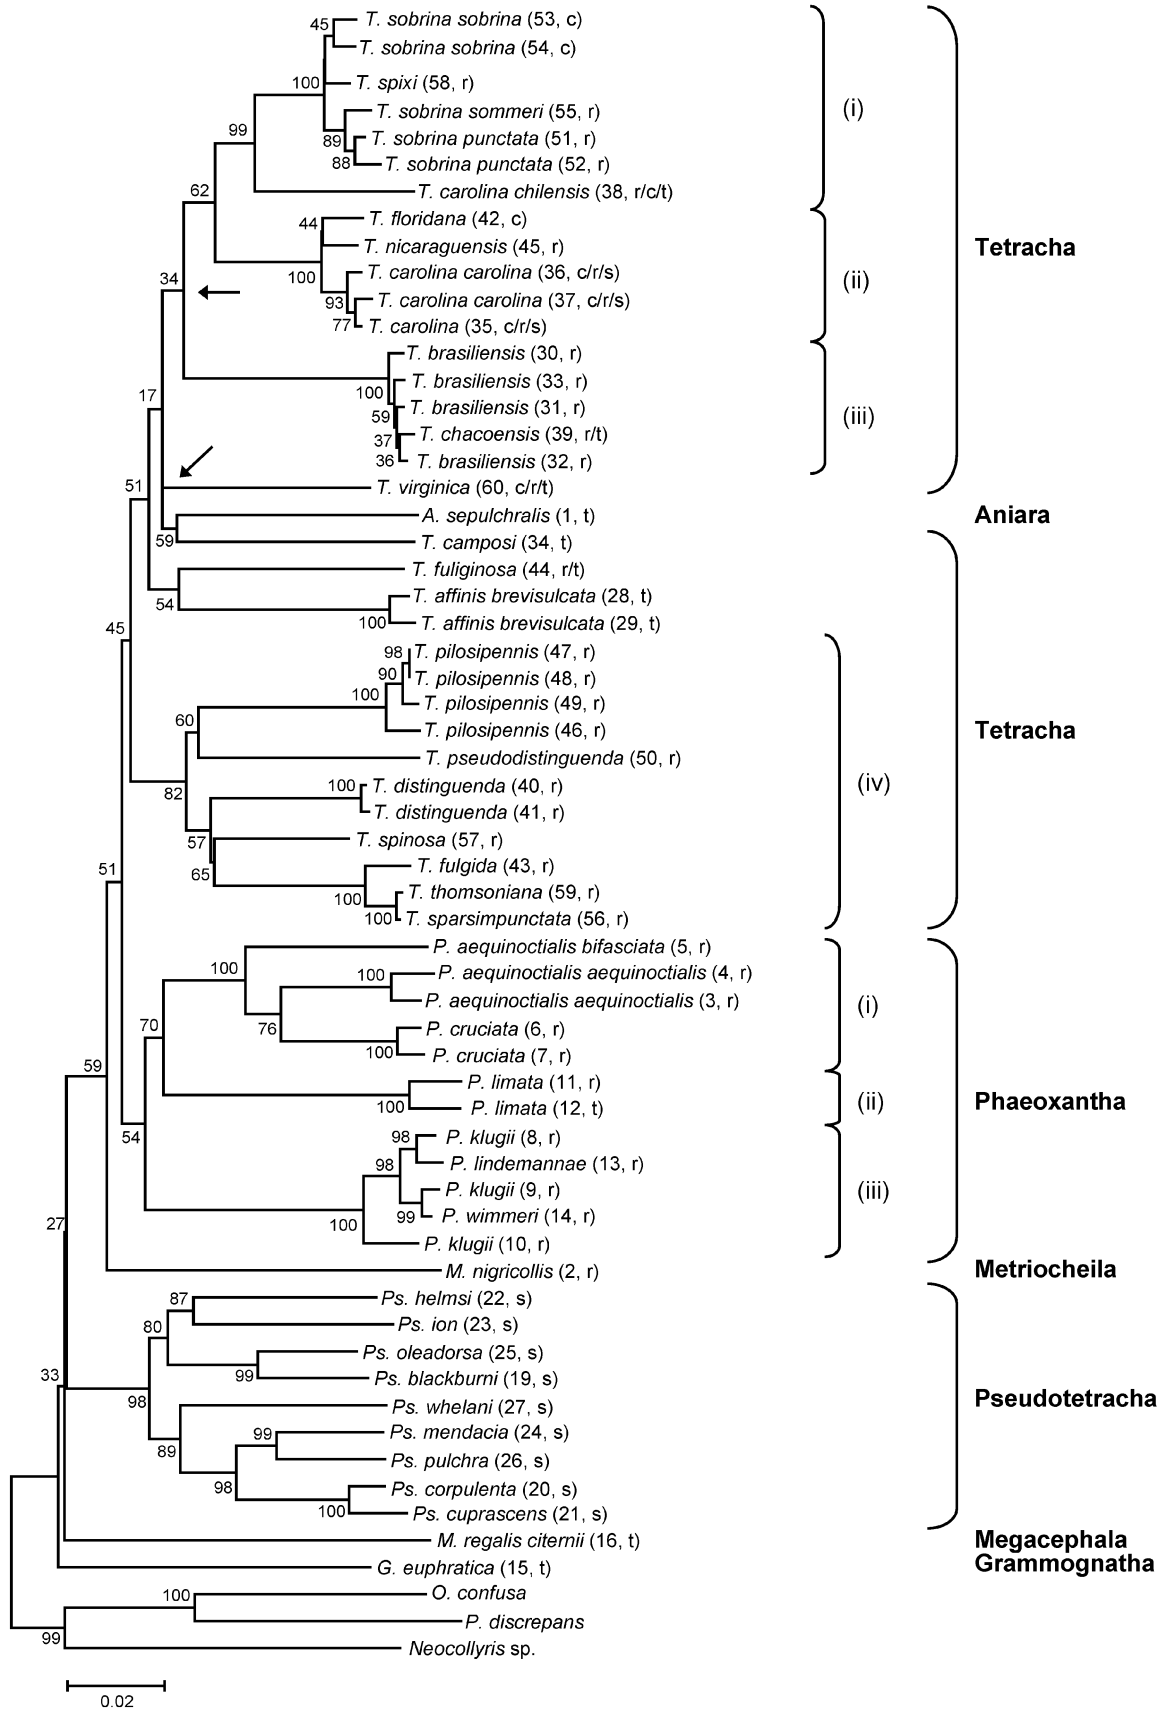 45
T. sobrina sobrina (53, c)
T. sobrina sobrina (54, c)
100
T. spixi (58, r)
T. sobrina sommeri (55, r)
(i)
99
89
T. sobrina punctata (51, r)
88
T. sobrina punctata (52, r)
62
T. carolina chilensis (38, r/c/t)
44
T. floridana (42, c)
T. nicaraguensis (45, r)
Tetracha
100
T. carolina carolina (36, c/r/s)
34
(ii)
93
T. carolina carolina (37, c/r/s)
77
T. carolina (35, c/r/s)
T. brasiliensis (30, r)
100
T. brasiliensis (33, r)
17
59
T. brasiliensis (31, r)
(iii)
37
T. chacoensis (39, r/t)
36
T. brasiliensis (32, r)
51
T. virginica (60, c/r/t)
A. sepulchralis (1, t)
Aniara
59
T. camposi (34, t)
T. fuliginosa (44, r/t)
54
T. affinis brevisulcata (28, t)
100
T. affinis brevisulcata (29, t)
45
98
T. pilosipennis (47, r)
90
T. pilosipennis (48, r)
100
T. pilosipennis (49, r)
60
T. pilosipennis (46, r)
Tetracha
T. pseudodistinguenda (50, r)
82
100
T. distinguenda (40, r)
(iv)
T. distinguenda (41, r)
57
T. spinosa (57, r)
51
65
T. fulgida (43, r)
100
T. thomsoniana (59, r)
100
T. sparsimpunctata (56, r)
P. aequinoctialis bifasciata (5, r)
100
100
P. aequinoctialis aequinoctialis (4, r)
P. aequinoctialis aequinoctialis (3, r)
(i)
70
76
P. cruciata (6, r)
100
P. cruciata (7, r)
59
P. limata (11, r)
100
P. limata (12, t)
(ii)
Phaeoxantha
54
98
P. klugii (8, r)
98
P. lindemannae (13, r)
P. klugii (9, r)
(iii)
99
P. wimmeri (14, r)
27
100
P. klugii (10, r)
M. nigricollis (2, r)
Metriocheila
87
Ps. helmsi (22, s)
80
Ps. ion (23, s)
Ps. oleadorsa (25, s)
33
99
Ps. blackburni (19, s)
98
Ps. whelani (27, s)
Pseudotetracha
99
Ps. mendacia (24, s)
89
Ps. pulchra (26, s)
98
Ps. corpulenta (20, s)
100
Ps. cuprascens (21, s)
M. regalis citernii (16, t)
Megacephala
G. euphratica (15, t)
Grammognatha
100
O. confusa
P. discrepans
99
Neocollyris sp.
0.02